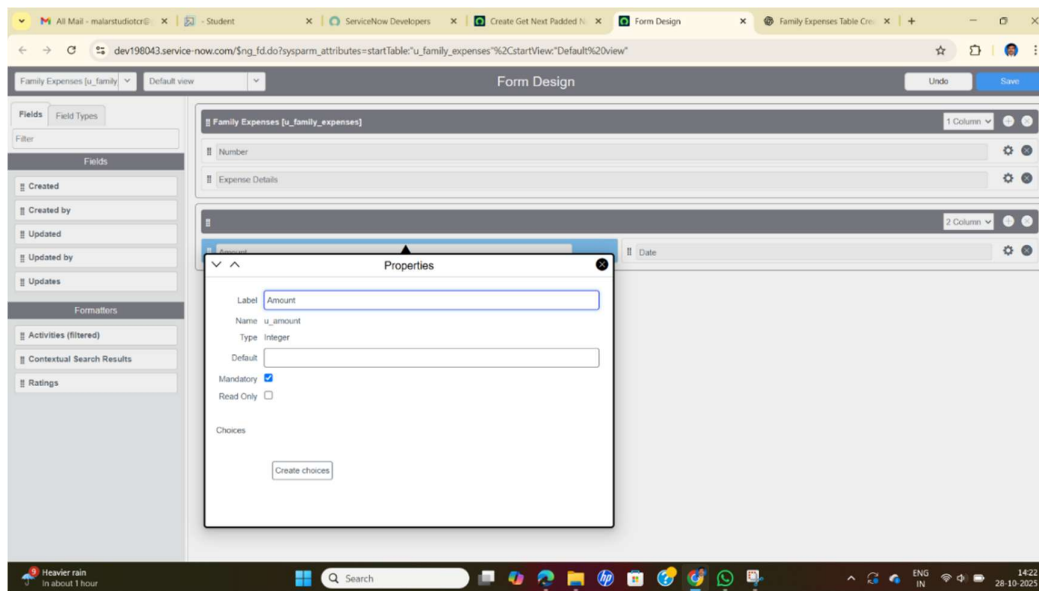 All Mail - malarstudiotcr@
- Student
ServiceNow Developers
Create Get Next Padded N
Form Design
Family Expenses Table Cre
dev198043.service-now.com/$ng_fd.do?sysparm_attributes=startTable:"u_family_expenses"%2CstartView:"Default%20view"
Family Expenses [u_family
Default view
Form Design
Undo
Save
Fields
Field Types
Filter
Fields
Created
Created by
Updated
Updated by
Updates
Formatters
Activities (filtered)
Contextual Search Results
Ratings
Family Expenses [u_family_expenses]
1 Column
Number
Expense Details
2 Column
Amount
Date
Properties
Label Amount
Name u_amount
Type Integer
Default
Mandatory
Read Only
Choices
Create choices
9
Heavier rain
In about 1 hour
Search
ENG
IN
14:22
28-10-2025